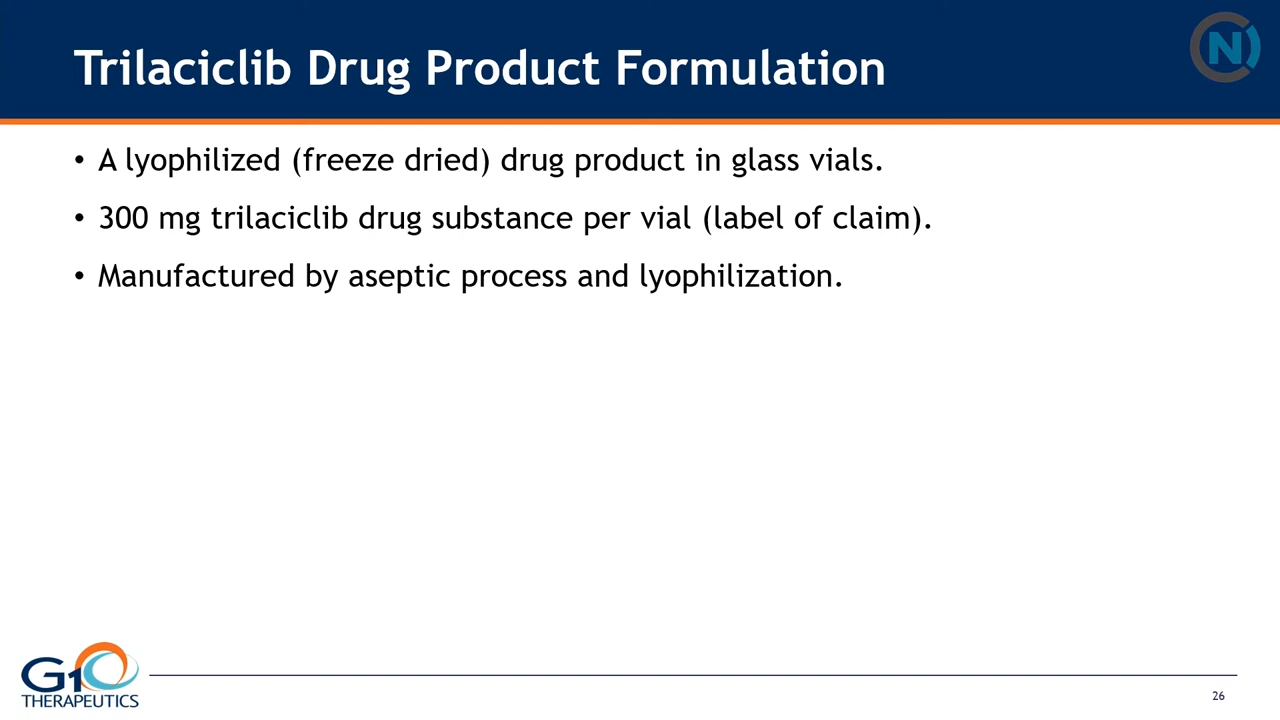 Trilaciclib Drug Product Formulation
N
• A lyophilized (freeze dried) drug product in glass vials.
• 300 mg trilaciclib drug substance per vial (label of claim).
• Manufactured by aseptic process and lyophilization.
G1
THERAPEUTICS
26